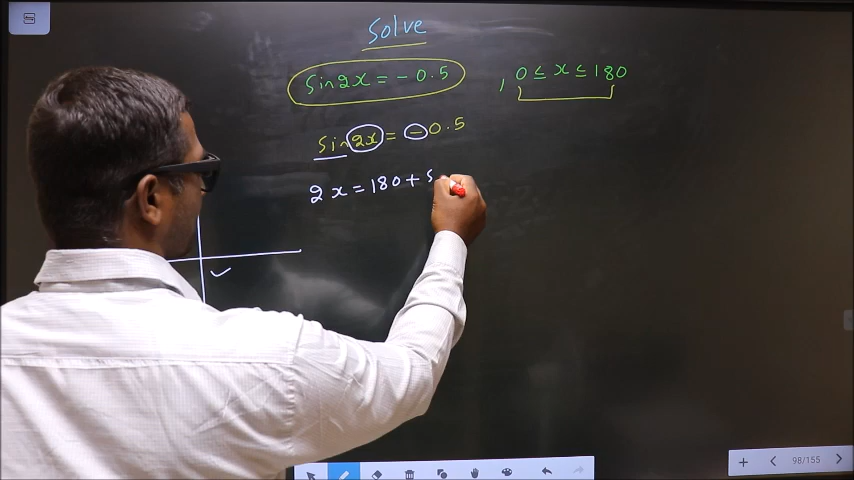 Solve
sin2x = -0.5 , 0 ≤ x ≤ 180
sin2x = -0.5
2x = 180 + s
98/155